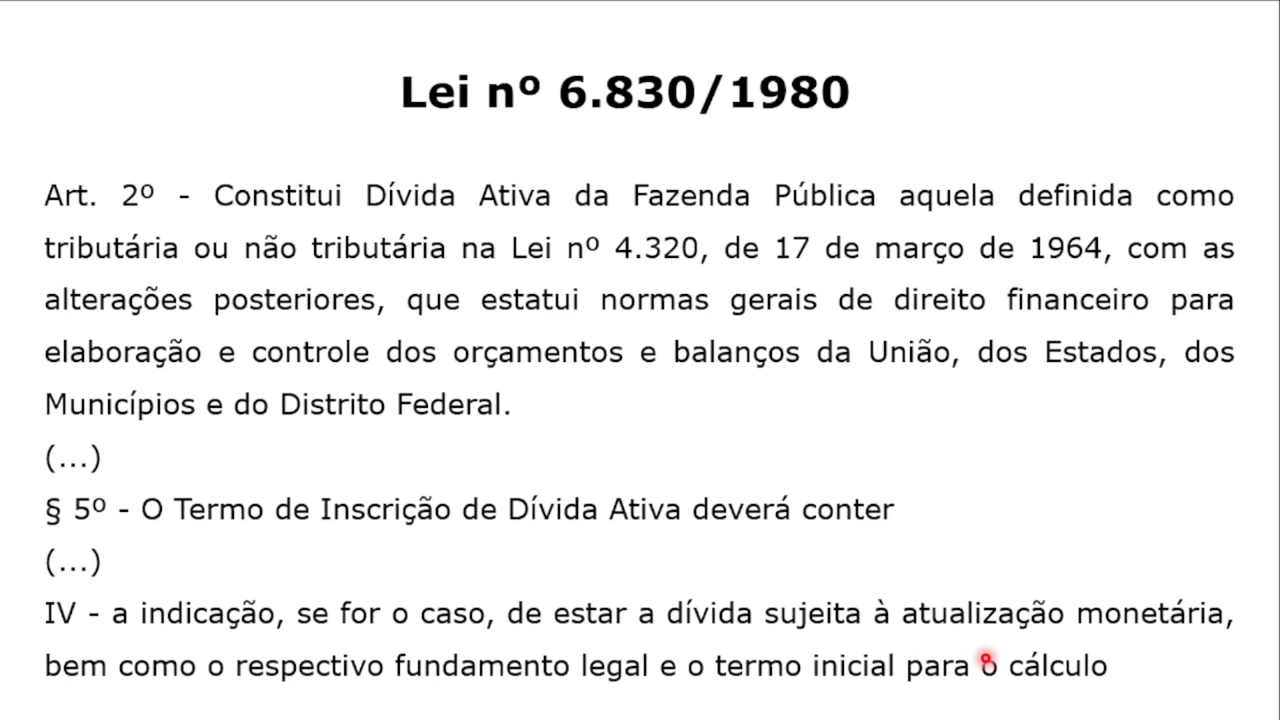 Lei nº 6.830/1980
Art. 2º - Constitui Dívida Ativa da Fazenda Pública aquela definida como
tributária ou não tributária na Lei nº 4.320, de 17 de março de 1964, com as
alterações posteriores, que estatui normas gerais de direito financeiro para
elaboração e controle dos orçamentos e balanços da União, dos Estados, dos
Municípios e do Distrito Federal.
(...)
§ 5º - O Termo de Inscrição de Dívida Ativa deverá conter
(...)
IV - a indicação, se for o caso, de estar a dívida sujeita à atualização monetária,
bem como o respectivo fundamento legal e o termo inicial para o cálculo